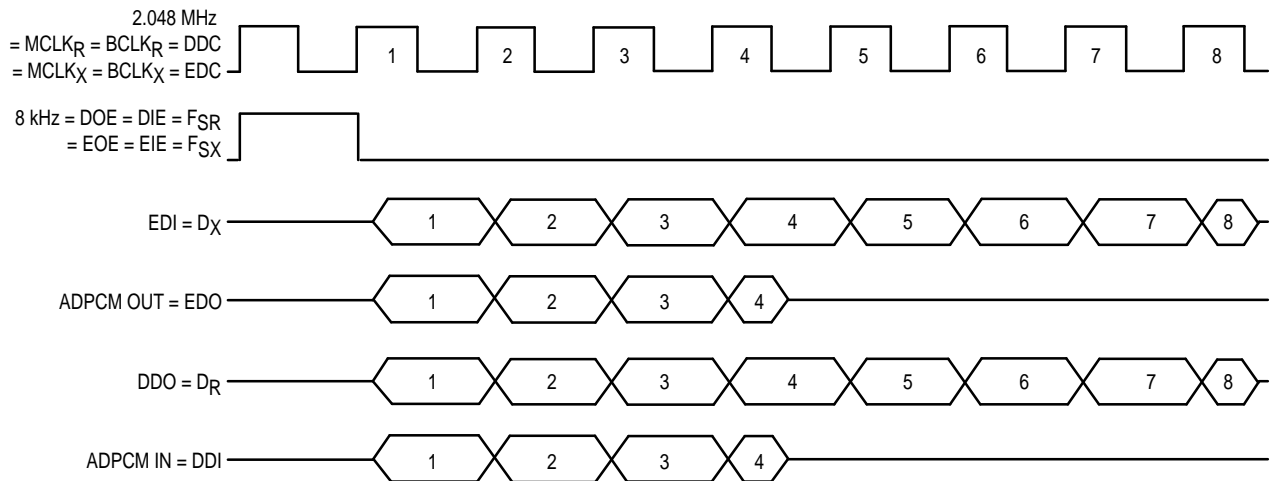 2.048 MHz
= MCLKR = BCLKR = DDC
= MCLKX = BCLKX = EDC
1 2 3 4 5 6 7 8
8 kHz = DOE = DIE = FSR
= EOE = EIE = FSX
EDI = DX
1 2 3 4 5 6 7 8
ADPCM OUT = EDO
1 2 3 4
DDO = DR
1 2 3 4 5 6 7 8
ADPCM IN = DDI
1 2 3 4